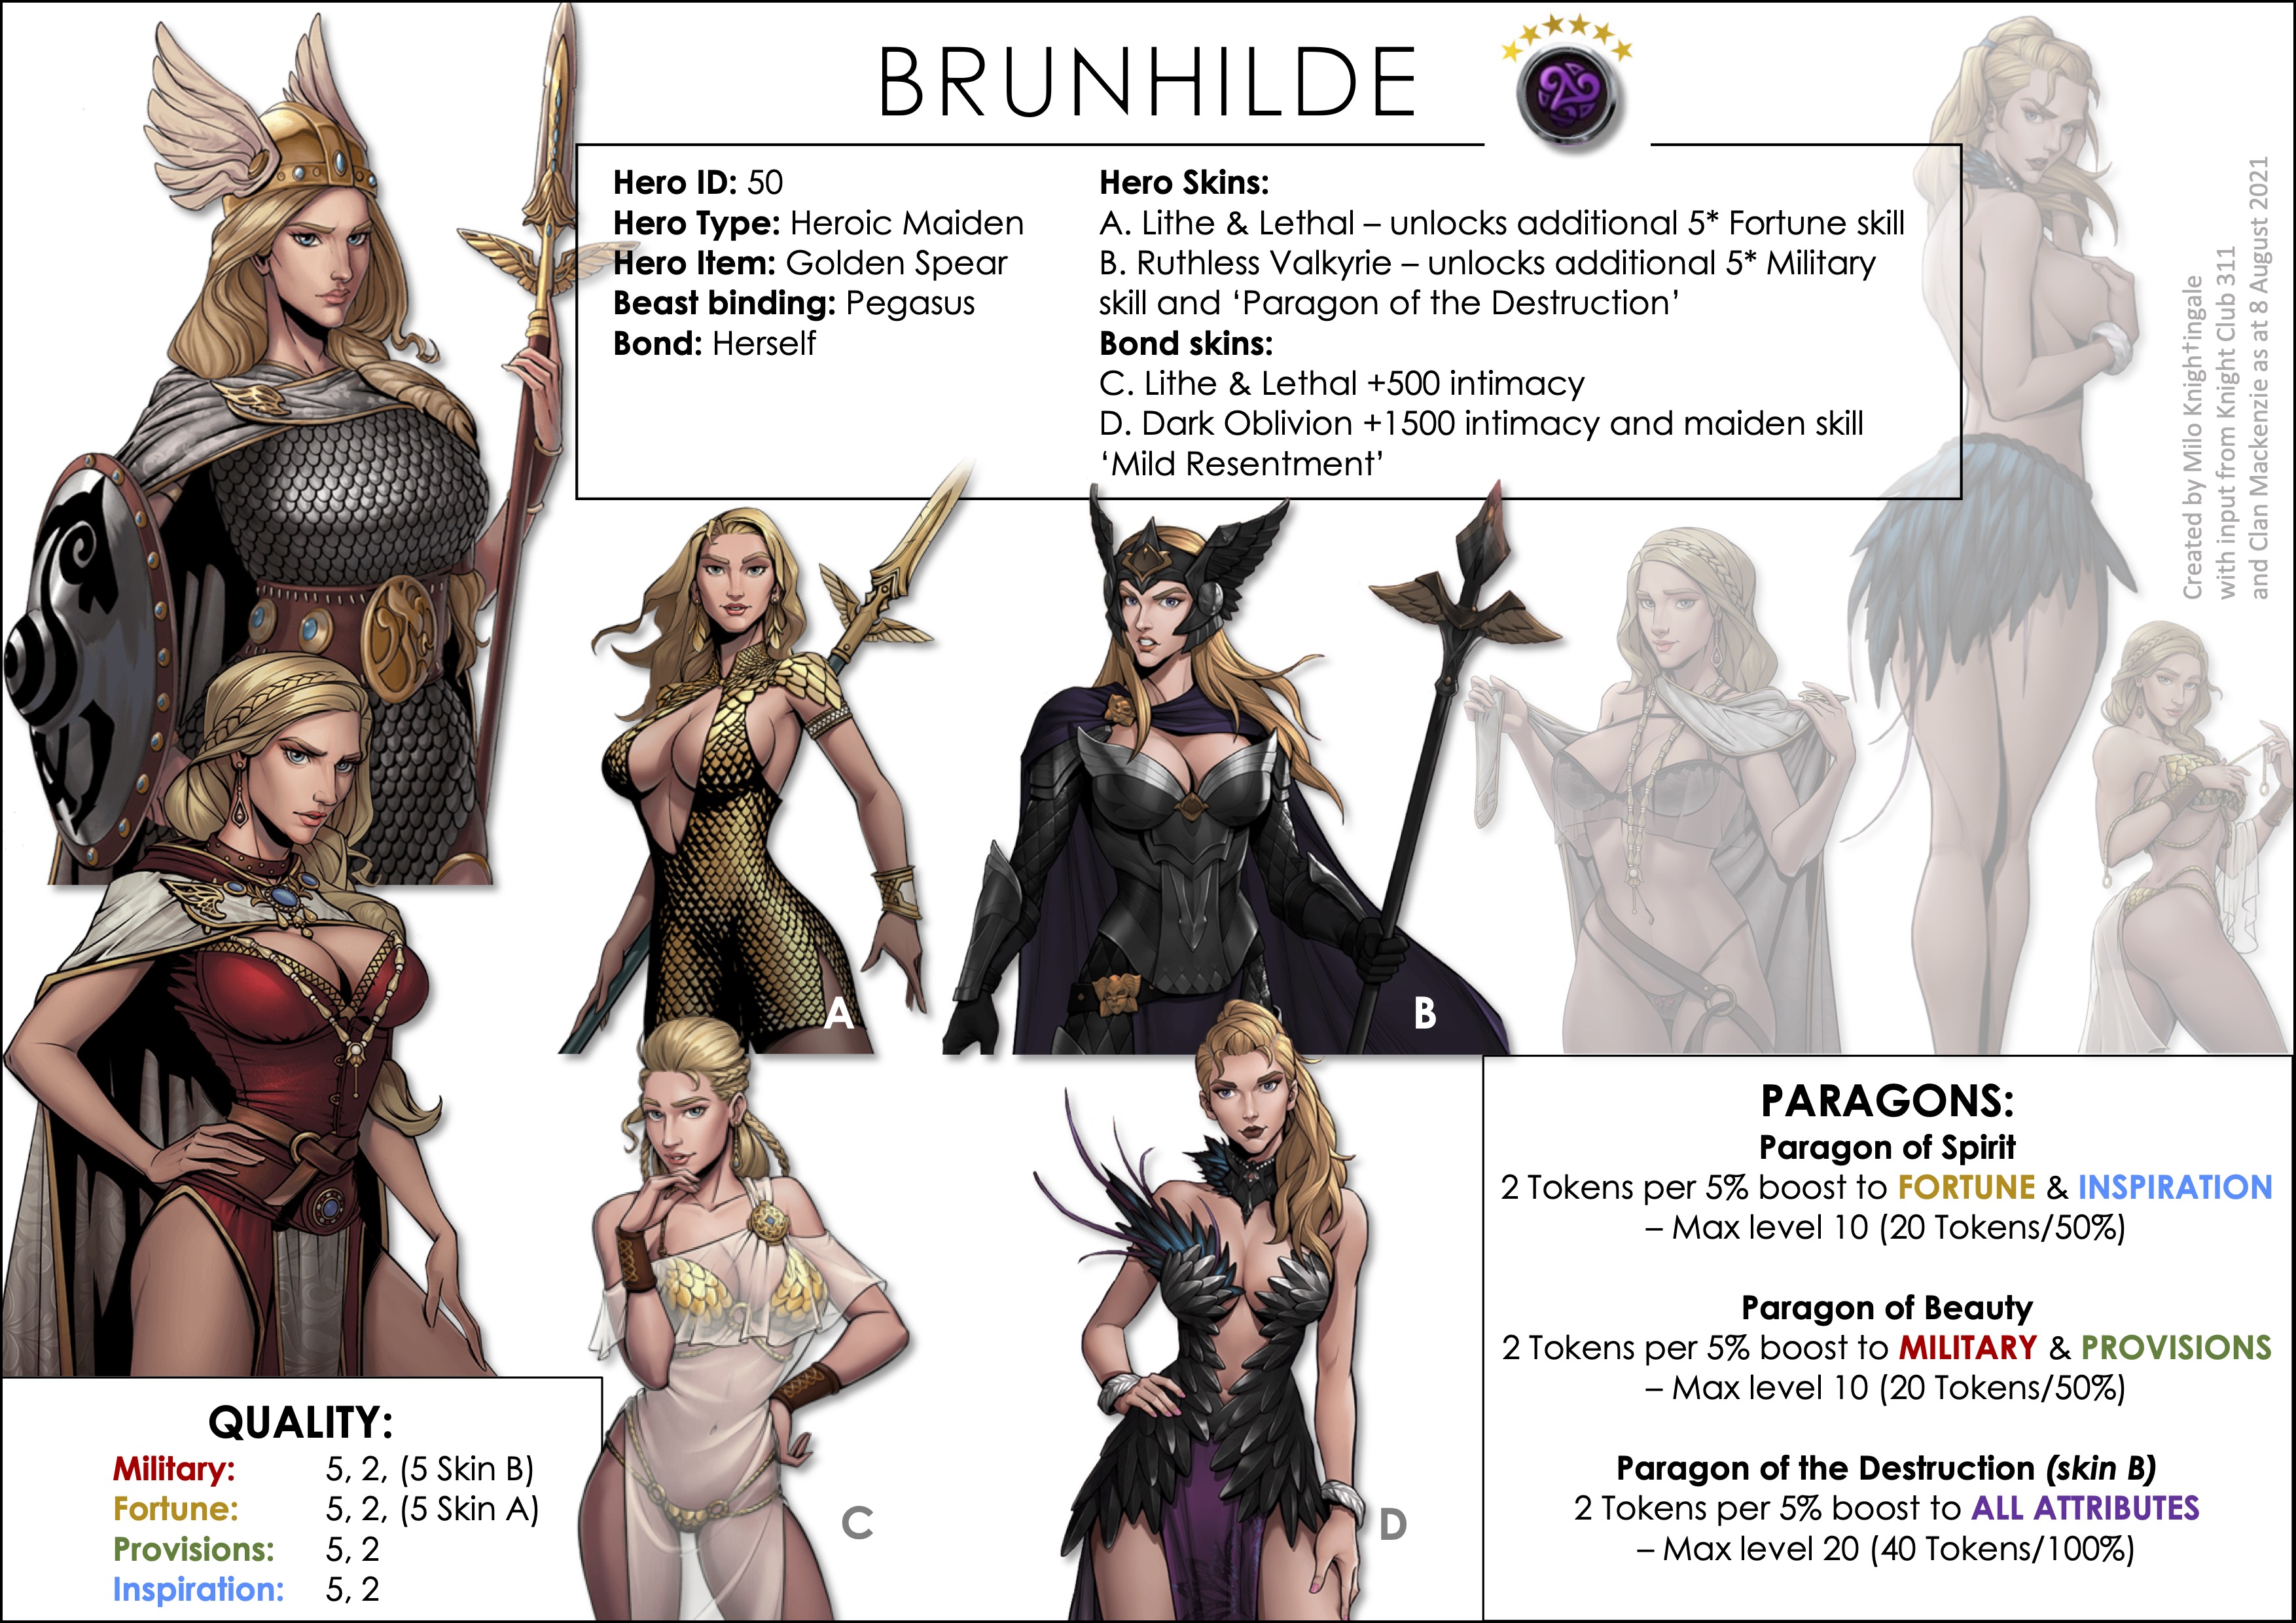 BRUNHILDE
Hero ID: 50
Hero Type: Heroic Maiden
Hero Item: Golden Spear
Beast binding: Pegasus
Bond: Herself
Hero Skins:
A. Lithe & Lethal – unlocks additional 5* Fortune skill
B. Ruthless Valkyrie – unlocks additional 5* Military
skill and ‘Paragon of the Destruction’
Bond skins:
C. Lithe & Lethal +500 intimacy
D. Dark Oblivion +1500 intimacy and maiden skill
‘Mild Resentment’
Created by Milo Knigh†ingale
with input from Knight Club 311
and Clan Mackenzie as at 8 August 2021
A
B
C
D
QUALITY:
Military: 5, 2, (5 Skin B)
Fortune: 5, 2, (5 Skin A)
Provisions: 5, 2
Inspiration: 5, 2
PARAGONS:
Paragon of Spirit
2 Tokens per 5% boost to FORTUNE & INSPIRATION
– Max level 10 (20 Tokens/50%)
Paragon of Beauty
2 Tokens per 5% boost to MILITARY & PROVISIONS
– Max level 10 (20 Tokens/50%)
Paragon of the Destruction (skin B)
2 Tokens per 5% boost to ALL ATTRIBUTES
– Max level 20 (40 Tokens/100%)